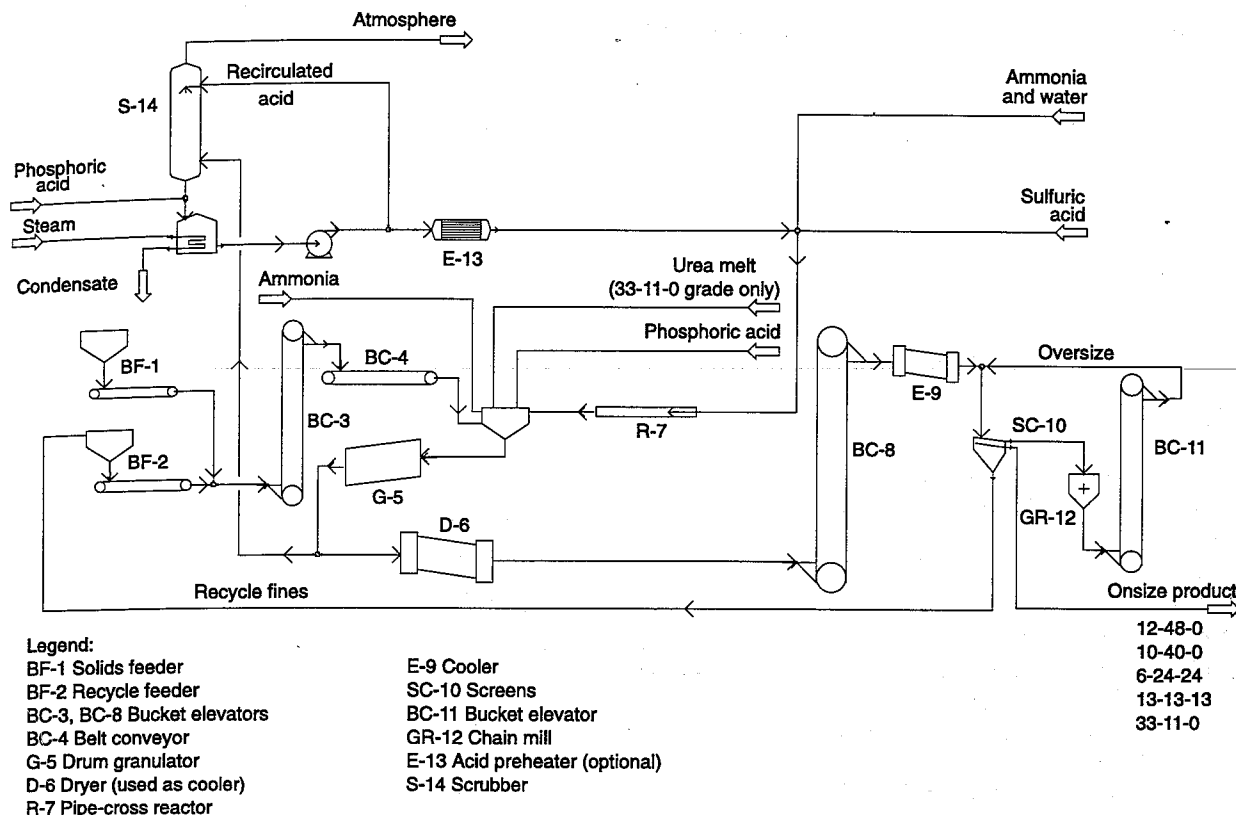 Atmosphere
Recirculated
acid
S-14
Ammonia
and water
Phosphoric
acid
Sulfuric
acid
Steam
E-13
Condensate
Ammonia
Urea melt
(33-11-0 grade only)
Phosphoric acid
BF-1
BC-4
BC-3
E-9
Oversize
R-7
SC-10
BC-8
BC-11
BF-2
G-5
GR-12
D-6
Recycle fines
Onsize product
12-48-0
10-40-0
6-24-24
13-13-13
33-11-0
Legend:
BF-1 Solids feeder
BF-2 Recycle feeder
BC-3, BC-8 Bucket elevators
BC-4 Belt conveyor
G-5 Drum granulator
D-6 Dryer (used as cooler)
R-7 Pipe-cross reactor
E-9 Cooler
SC-10 Screens
BC-11 Bucket elevator
GR-12 Chain mill
E-13 Acid preheater (optional)
S-14 Scrubber